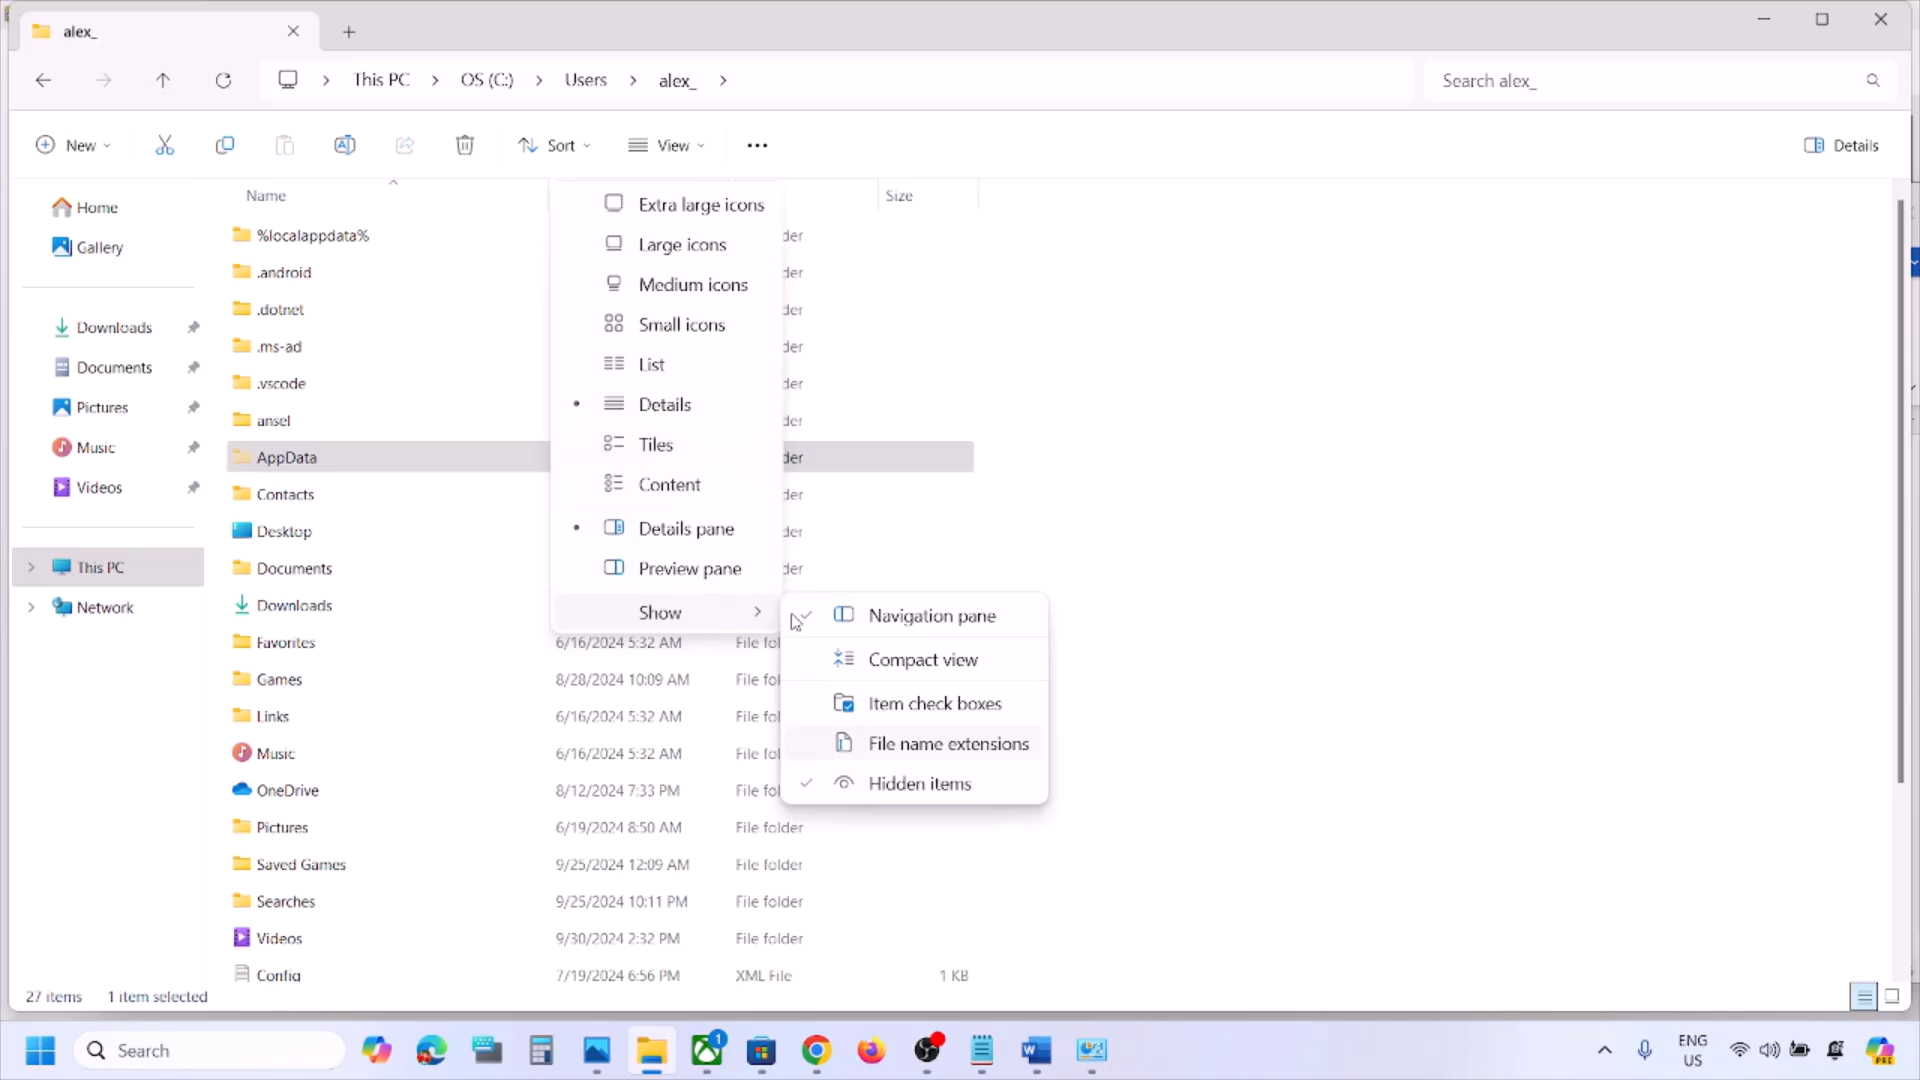 alex_
This PC
OS (C:)
Users
alex_
Search alex_
New
Sort
View
Details
Home
Gallery
Downloads
Documents
Pictures
Music
Videos
This PC
Network
Name
Size
%localappdata%
der
.android
der
.dotnet
der
.ms-ad
der
.vscode
der
ansel
der
AppData
der
Contacts
der
Desktop
der
Documents
der
Downloads
Favorites 6/16/2024 5:32 AM File fol
Games 8/28/2024 10:09 AM File fol
Links 6/16/2024 5:32 AM File fol
Music 6/16/2024 5:32 AM File fol
OneDrive 8/12/2024 7:33 PM File fol
Pictures 6/19/2024 8:50 AM File folder
Saved Games 9/25/2024 12:09 AM File folder
Searches 9/25/2024 10:11 PM File folder
Videos 9/30/2024 2:32 PM File folder
Config 7/19/2024 6:56 PM XML File 1 KB
Extra large icons
Large icons
Medium icons
Small icons
List
Details
Tiles
Content
Details pane
Preview pane
Show
Navigation pane
Compact view
Item check boxes
File name extensions
Hidden items
27 items 1 item selected
Search
1
ENG
US
PRE